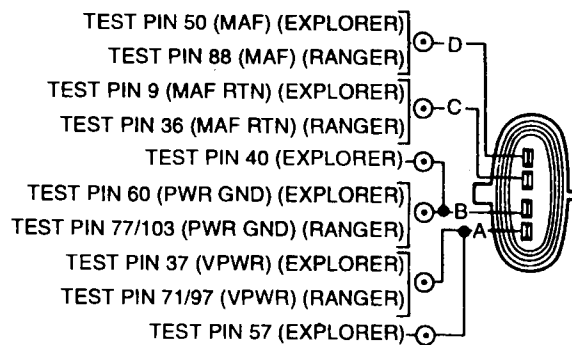 TEST PIN 50 (MAF) (EXPLORER)
TEST PIN 88 (MAF) (RANGER)
D
TEST PIN 9 (MAF RTN) (EXPLORER)
TEST PIN 36 (MAF RTN) (RANGER)
C
TEST PIN 40 (EXPLORER)
TEST PIN 60 (PWR GND) (EXPLORER)
TEST PIN 77/103 (PWR GND) (RANGER)
B
A
TEST PIN 37 (VPWR) (EXPLORER)
TEST PIN 71/97 (VPWR) (RANGER)
TEST PIN 57 (EXPLORER)